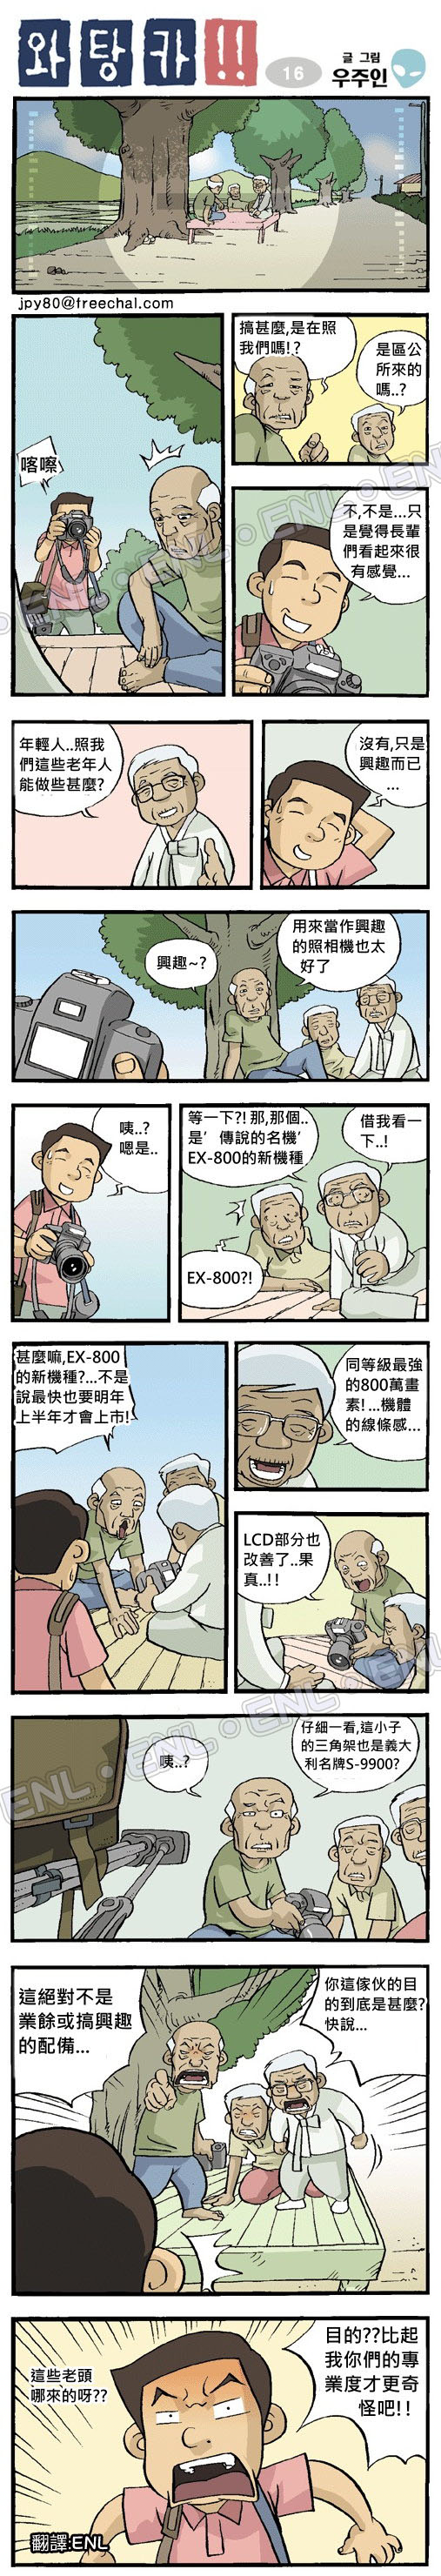 와탕카!!
16
글 그림
우주인
jpy80@freechal.com
喀嚓
搞甚麼,是在照
我們嗎!?
是區公
所來的
嗎..?
不,不是...只
是覺得長輩
們看起來很
有感覺...
年輕人..照我
們這些老年人
能做些甚麼?
沒有,只是
興趣而已
...
興趣~?
用來當作興趣
的照相機也太
好了
咦..?
嗯是..
等一下?!那,那個..
是'傳說的名機'
EX-800的新機種
借我看一
下..!
EX-800?!
甚麼嘛,EX-800
的新機種?...不是
說最快也要明年
上半年才會上市!
同等級最強
的800萬畫
素!...機體
的線條感...
LCD部分也
改善了..果
真..!!
咦..?
仔細一看,這小子
的三角架也是義大
利名牌S-9900?
這絕對不是
業餘或搞興趣
的配備...
你這傢伙的目
的到底是甚麼?
快說...
目的??比起
我你們的專
業度才更奇
怪吧!!
這些老頭
哪來的呀??
翻譯:ENL
ENL
ENL
ENL
ENL
ENL
ENL